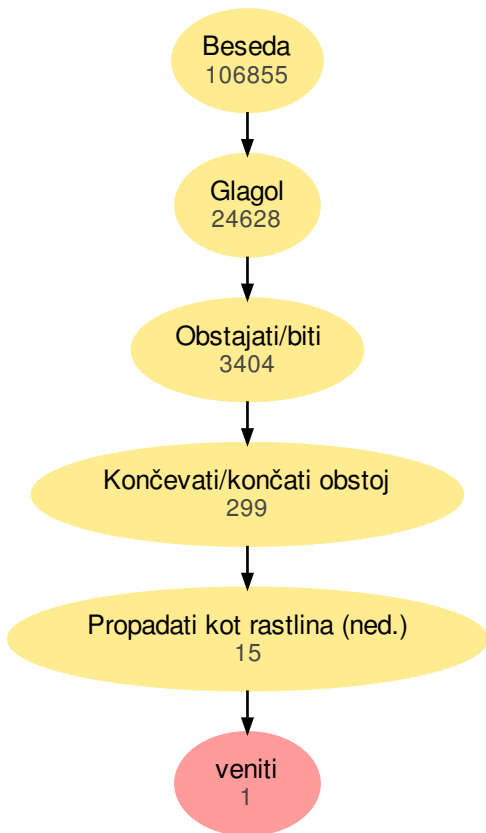 Beseda
106855
Glagol
24628
Obstajati/biti
3404
Končevati/končati obstoj
299
Propadati kot rastlina (ned.)
15
veniti
1